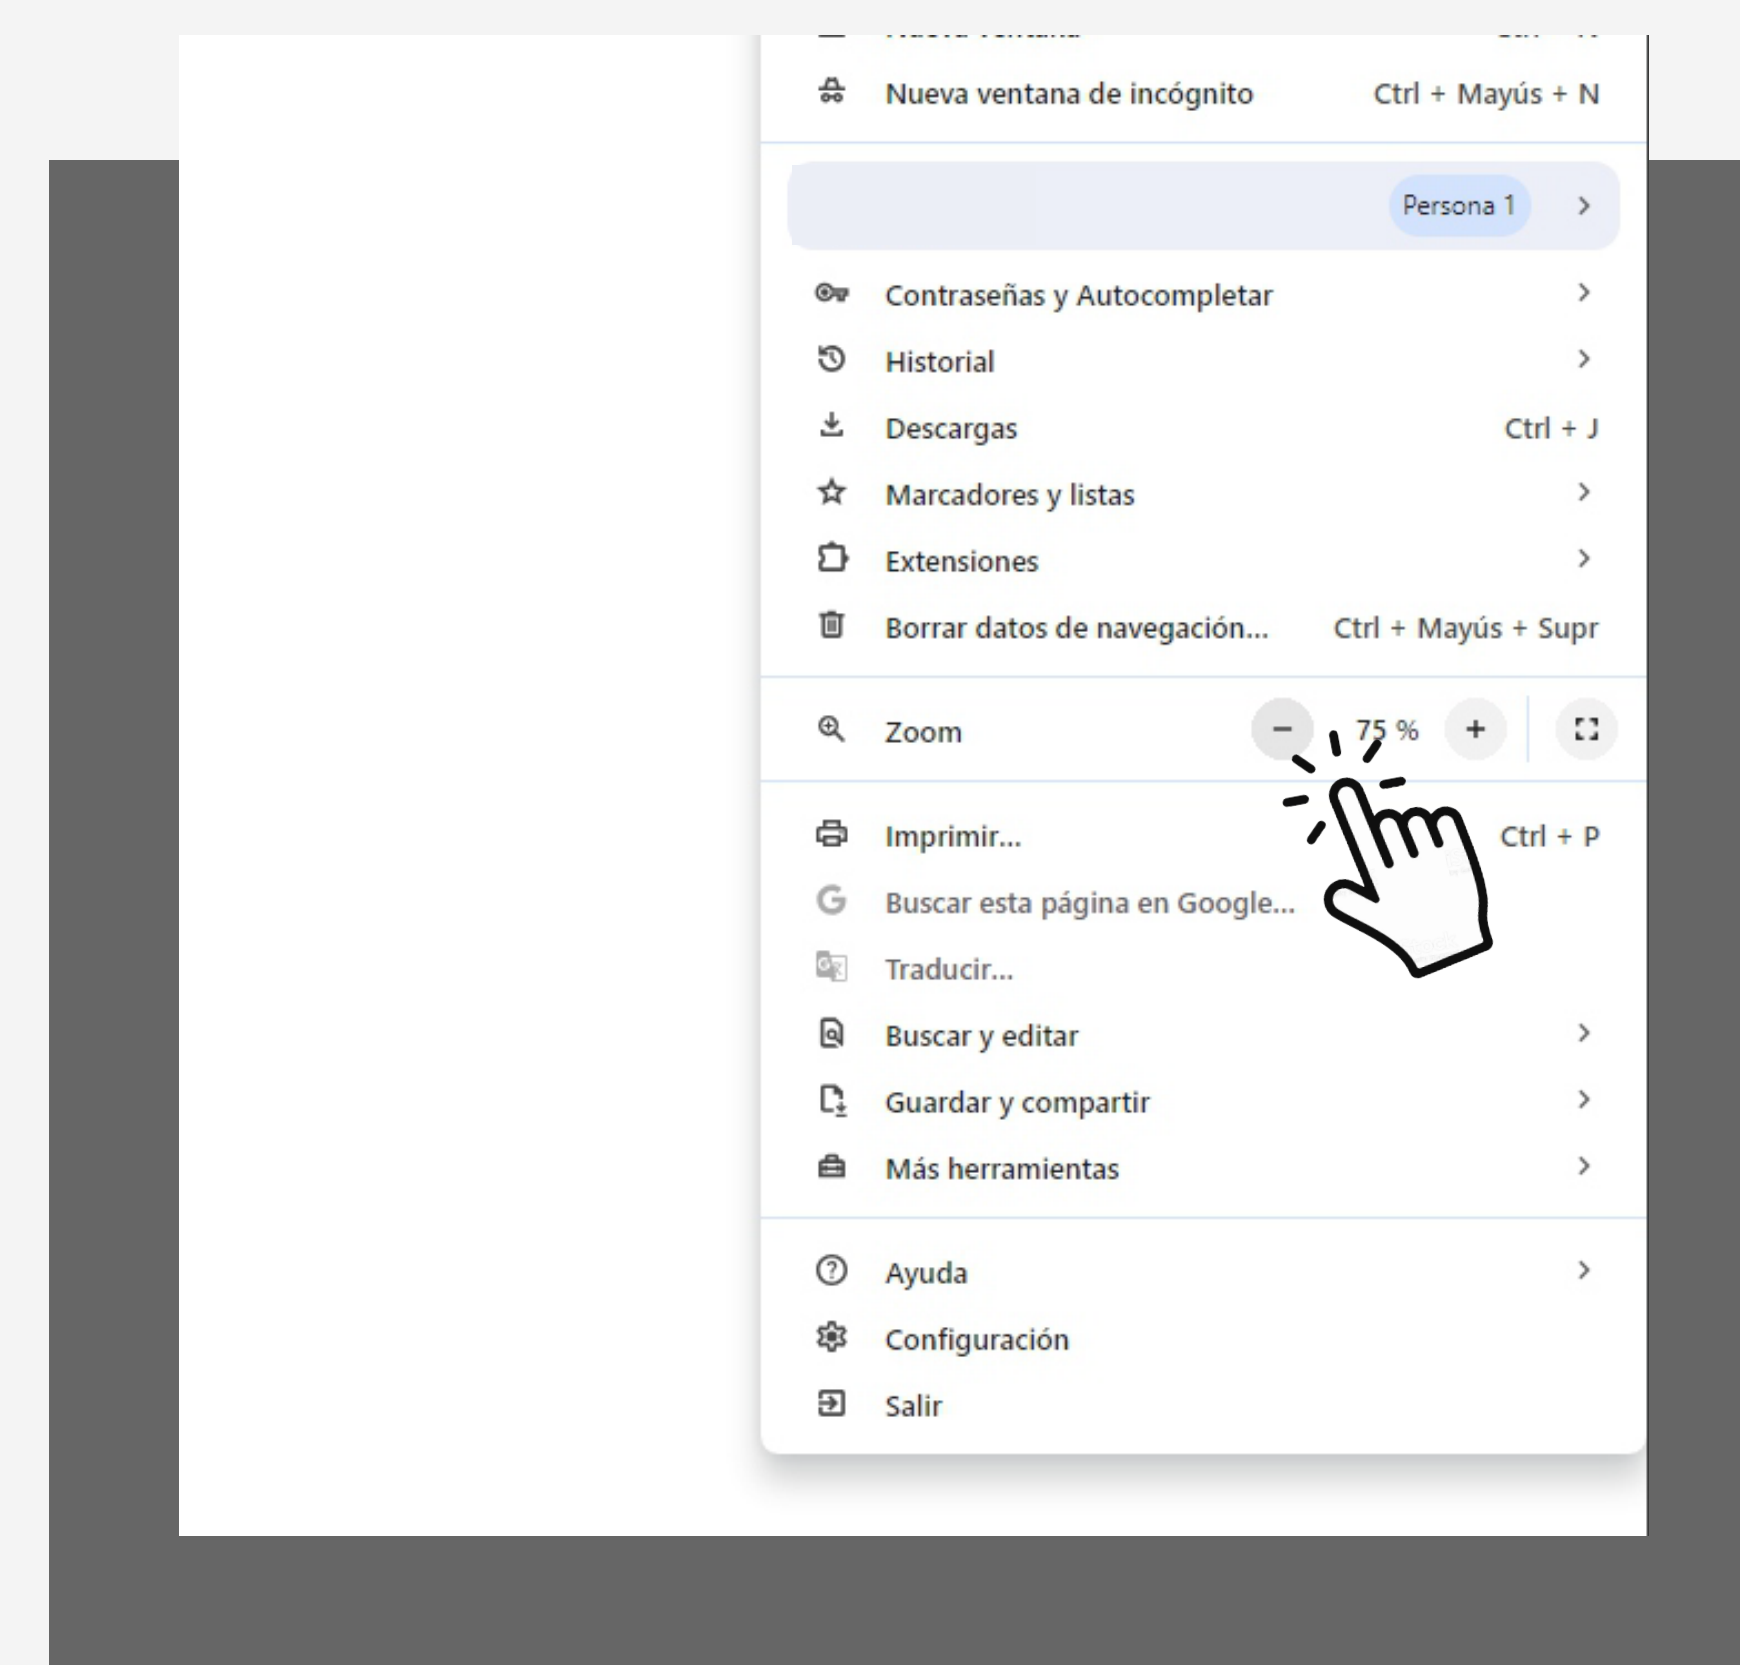 Nueva ventana de incógnito Ctrl + Mayús + N
Persona 1
Contraseñas y Autocompletar
Historial
Descargas Ctrl + J
Marcadores y listas
Extensiones
Borrar datos de navegación... Ctrl + Mayús + Supr
Zoom − 75 % +
Imprimir... Ctrl + P
Buscar esta página en Google...
Traducir...
Buscar y editar
Guardar y compartir
Más herramientas
Ayuda
Configuración
Salir